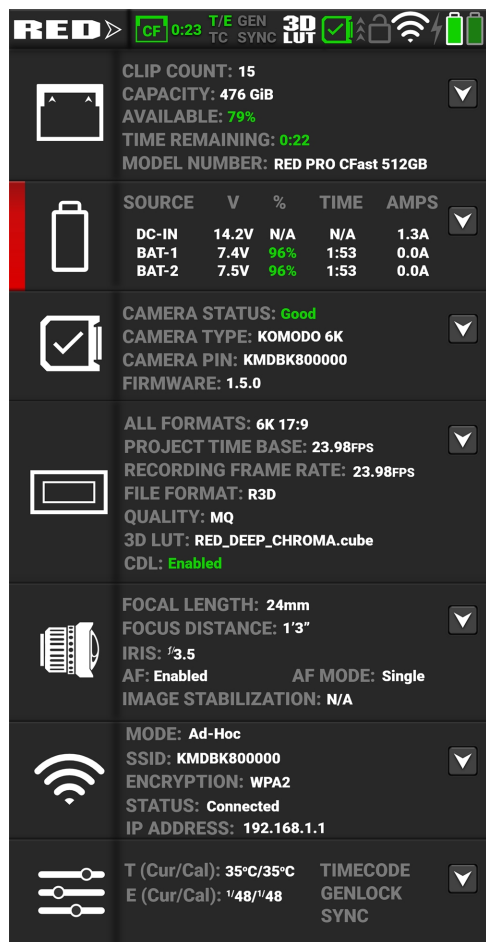 RED CF 0:23 T/E GEN 3D
TC SYNC LUT
CLIP COUNT: 15
CAPACITY: 476 GiB
AVAILABLE: 79%
TIME REMAINING: 0:22
MODEL NUMBER: RED PRO CFast 512GB
SOURCE V % TIME AMPS
DC-IN 14.2V N/A N/A 1.3A
BAT-1 7.4V 96% 1:53 0.0A
BAT-2 7.5V 96% 1:53 0.0A
CAMERA STATUS: Good
CAMERA TYPE: KOMODO 6K
CAMERA PIN: KMDBK800000
FIRMWARE: 1.5.0
ALL FORMATS: 6K 17:9
PROJECT TIME BASE: 23.98FPS
RECORDING FRAME RATE: 23.98FPS
FILE FORMAT: R3D
QUALITY: MQ
3D LUT: RED_DEEP_CHROMA.cube
CDL: Enabled
FOCAL LENGTH: 24mm
FOCUS DISTANCE: 1'3"
IRIS: f/3.5
AF: Enabled AF MODE: Single
IMAGE STABILIZATION: N/A
MODE: Ad-Hoc
SSID: KMDBK800000
ENCRYPTION: WPA2
STATUS: Connected
IP ADDRESS: 192.168.1.1
T (Cur/Cal): 35ºC/35ºC TIMECODE
E (Cur/Cal): 1/48/1/48 GENLOCK
SYNC